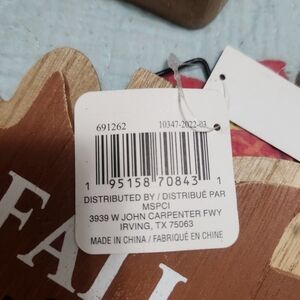 691262 10347-2022-03
1 95158 70843 1
DISTRIBUTED BY / DISTRIBUÉ PAR
MSPCI
3939 W JOHN CARPENTER FWY
IRVING, TX 75063
MADE IN CHINA / FABRIQUÉ EN CHINE
FALL